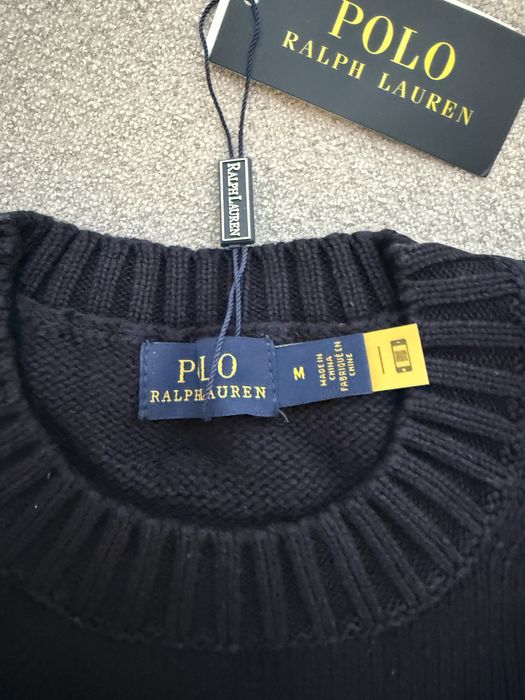 POLO
RALPH LAUREN
RALPH LAUREN
POLO
RALPH LAUREN
M
MADE IN
CHINA
FABRIQUÉ EN
CHINE